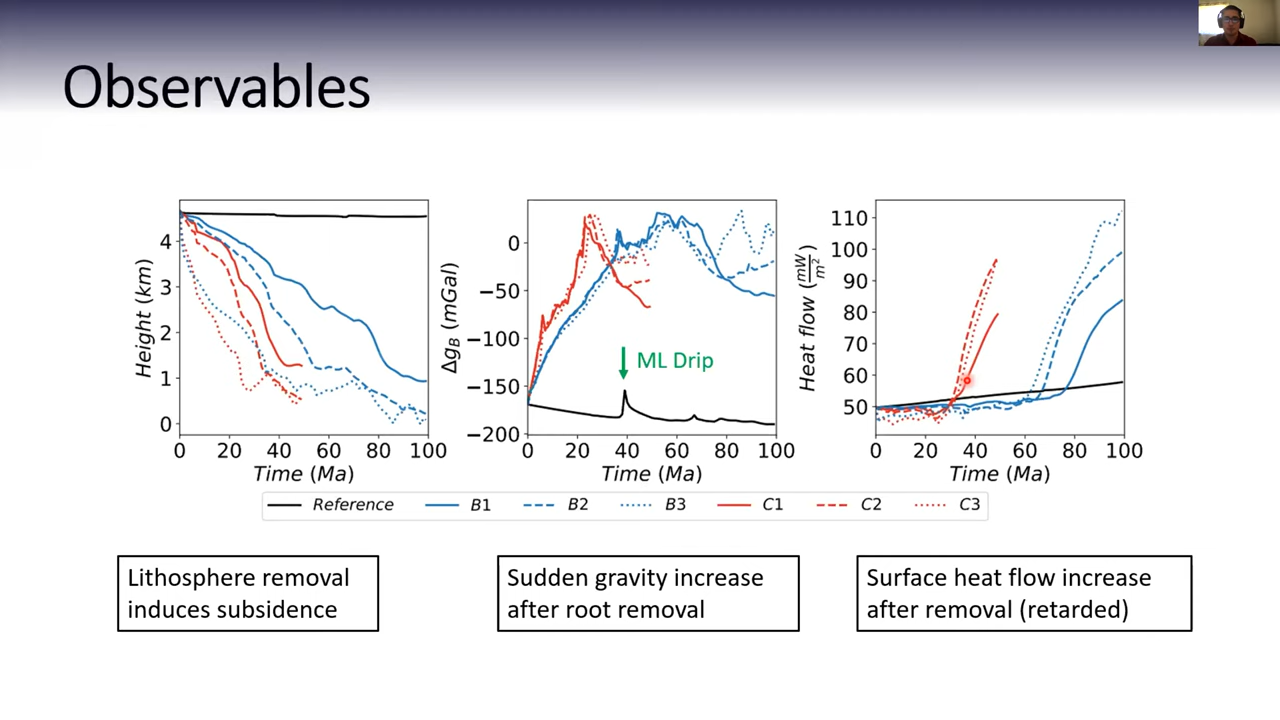 Observables
4
3
2
1
0
Height (km)
0 20 40 60 80 100
Time (Ma)
0
−50
−100
−150
−200
Δg_B (mGal)
ML Drip
0 20 40 60 80 100
Time (Ma)
110
100
90
80
70
60
50
Heat flow (mW/m²)
0 20 40 60 80 100
Time (Ma)
Reference B1 B2 B3 C1 C2 C3
Lithosphere removal
induces subsidence
Sudden gravity increase
after root removal
Surface heat flow increase
after removal (retarded)